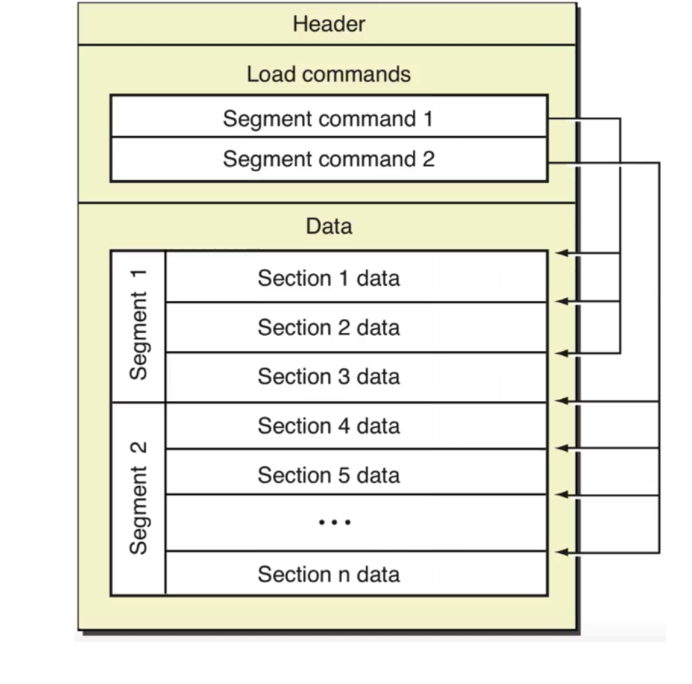 Header
Load commands
Segment command 1
Segment command 2
Data
Segment 1
Section 1 data
Section 2 data
Section 3 data
Segment 2
Section 4 data
Section 5 data
...
Section n data